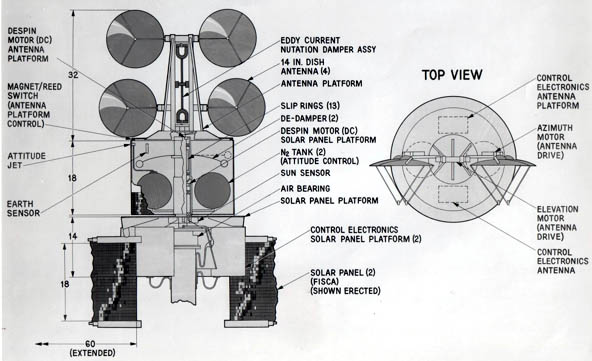 DESPIN
MOTOR (DC)
ANTENNA
PLATFORM
MAGNET/REED
SWITCH
(ANTENNA
PLATFORM
CONTROL)
ATTITUDE
JET
EARTH
SENSOR
32
18
14
18
60
(EXTENDED)
EDDY CURRENT
NUTATION DAMPER ASSY
14 IN. DISH
ANTENNA (4)
ANTENNA PLATFORM
SLIP RINGS (13)
DE-DAMPER (2)
DESPIN MOTOR (DC)
SOLAR PANEL PLATFORM
N₂ TANK (2)
(ATTITUDE CONTROL)
SUN SENSOR
AIR BEARING
SOLAR PANEL PLATFORM
CONTROL ELECTRONICS
SOLAR PANEL PLATFORM (2)
SOLAR PANEL (2)
(FISCA)
(SHOWN ERECTED)
TOP VIEW
CONTROL
ELECTRONICS
ANTENNA
PLATFORM
AZIMUTH
MOTOR
(ANTENNA
DRIVE)
ELEVATION
MOTOR
(ANTENNA
DRIVE)
CONTROL
ELECTRONICS
ANTENNA